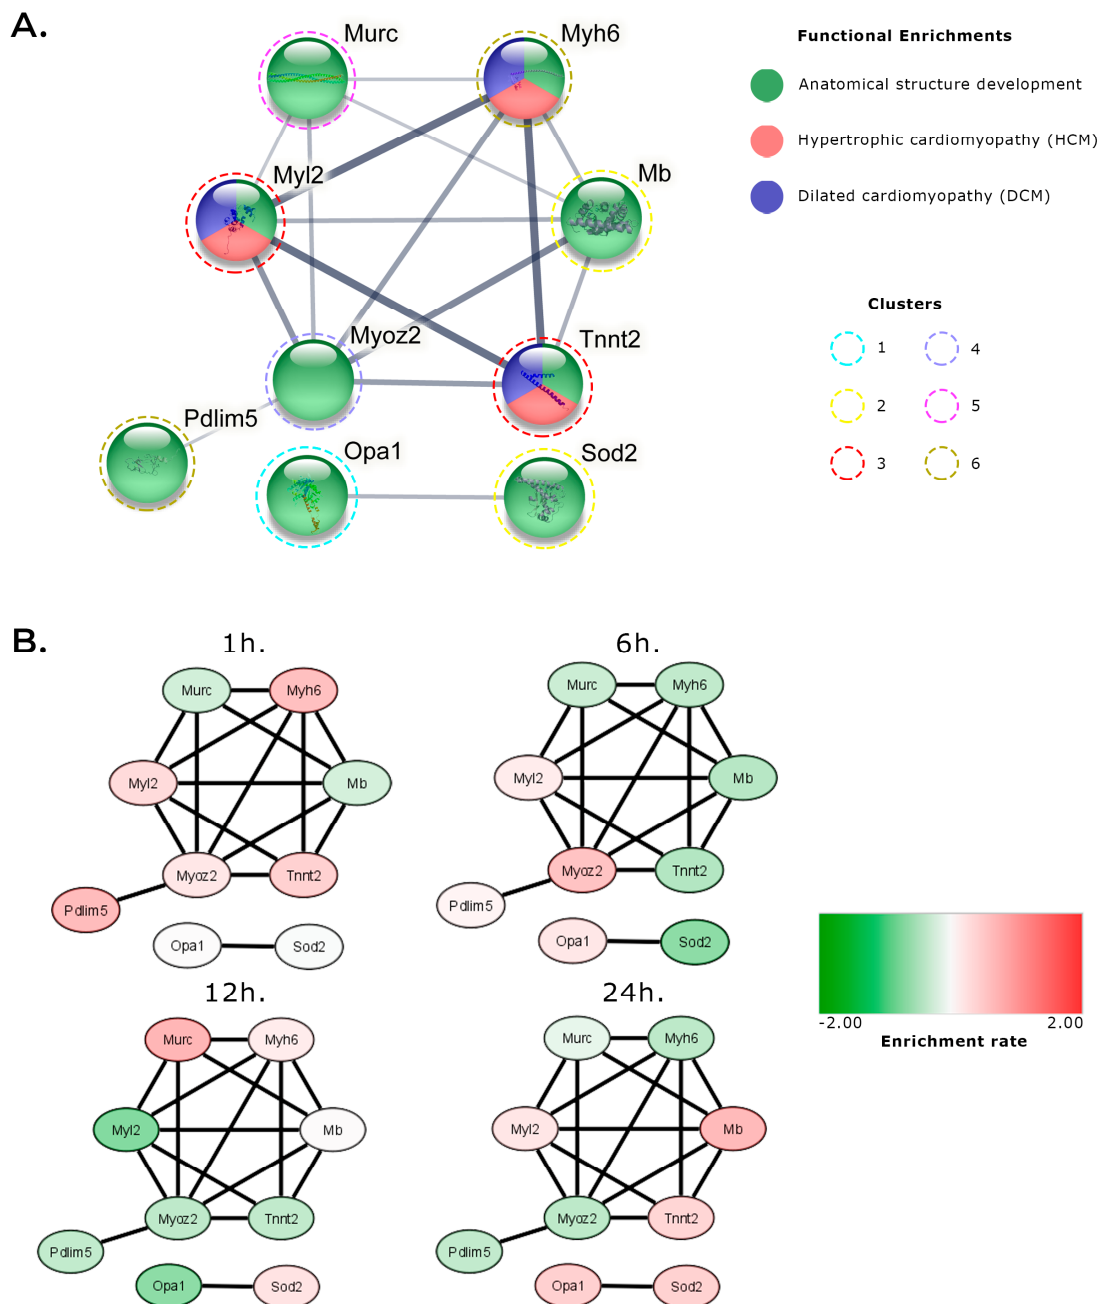 A.
Murc
Myh6
Myl2
Mb
Myoz2
Tnnt2
Pdlim5
Opa1
Sod2
Functional Enrichments
Anatomical structure development
Hypertrophic cardiomyopathy (HCM)
Dilated cardiomyopathy (DCM)
Clusters
1
4
2
5
3
6
B.
1h.
Murc
Myh6
Myl2
Mb
Myoz2
Tnnt2
Pdlim5
Opa1
Sod2
6h.
Murc
Myh6
Myl2
Mb
Myoz2
Tnnt2
Pdlim5
Opa1
Sod2
12h.
Murc
Myh6
Myl2
Mb
Myoz2
Tnnt2
Pdlim5
Opa1
Sod2
24h.
Murc
Myh6
Myl2
Mb
Myoz2
Tnnt2
Pdlim5
Opa1
Sod2
-2.00
2.00
Enrichment rate